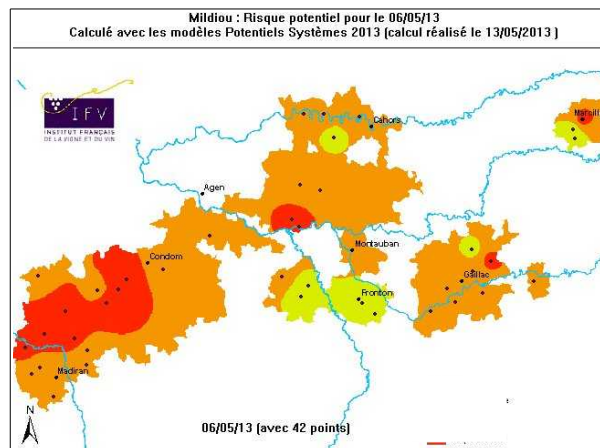 Mildiou : Risque potentiel pour le 06/05/13
Calculé avec les modèles Potentiels Systèmes 2013 (calcul réalisé le 13/05/2013 )
IFV
INSTITUT FRANÇAIS
DE LA VIGNE ET DU VIN
Cahors
Agen
Montauban
Condom
Gaillac
Fronton
Madiran
N
06/05/13 (avec 42 points)